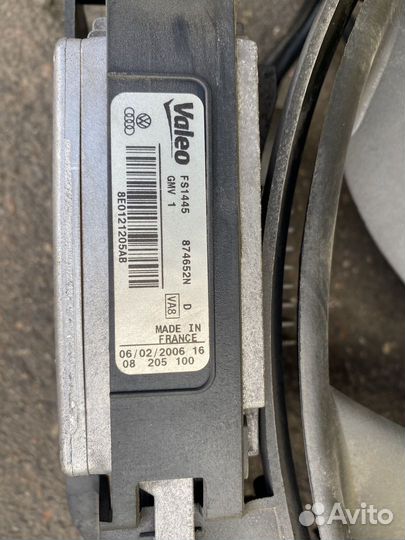 Valeo
FS1445 874652N
GMV 1 D
8E0121205AB
VA8
MADE IN
FRANCE
06/02/2006 16
08 205 100
Avito